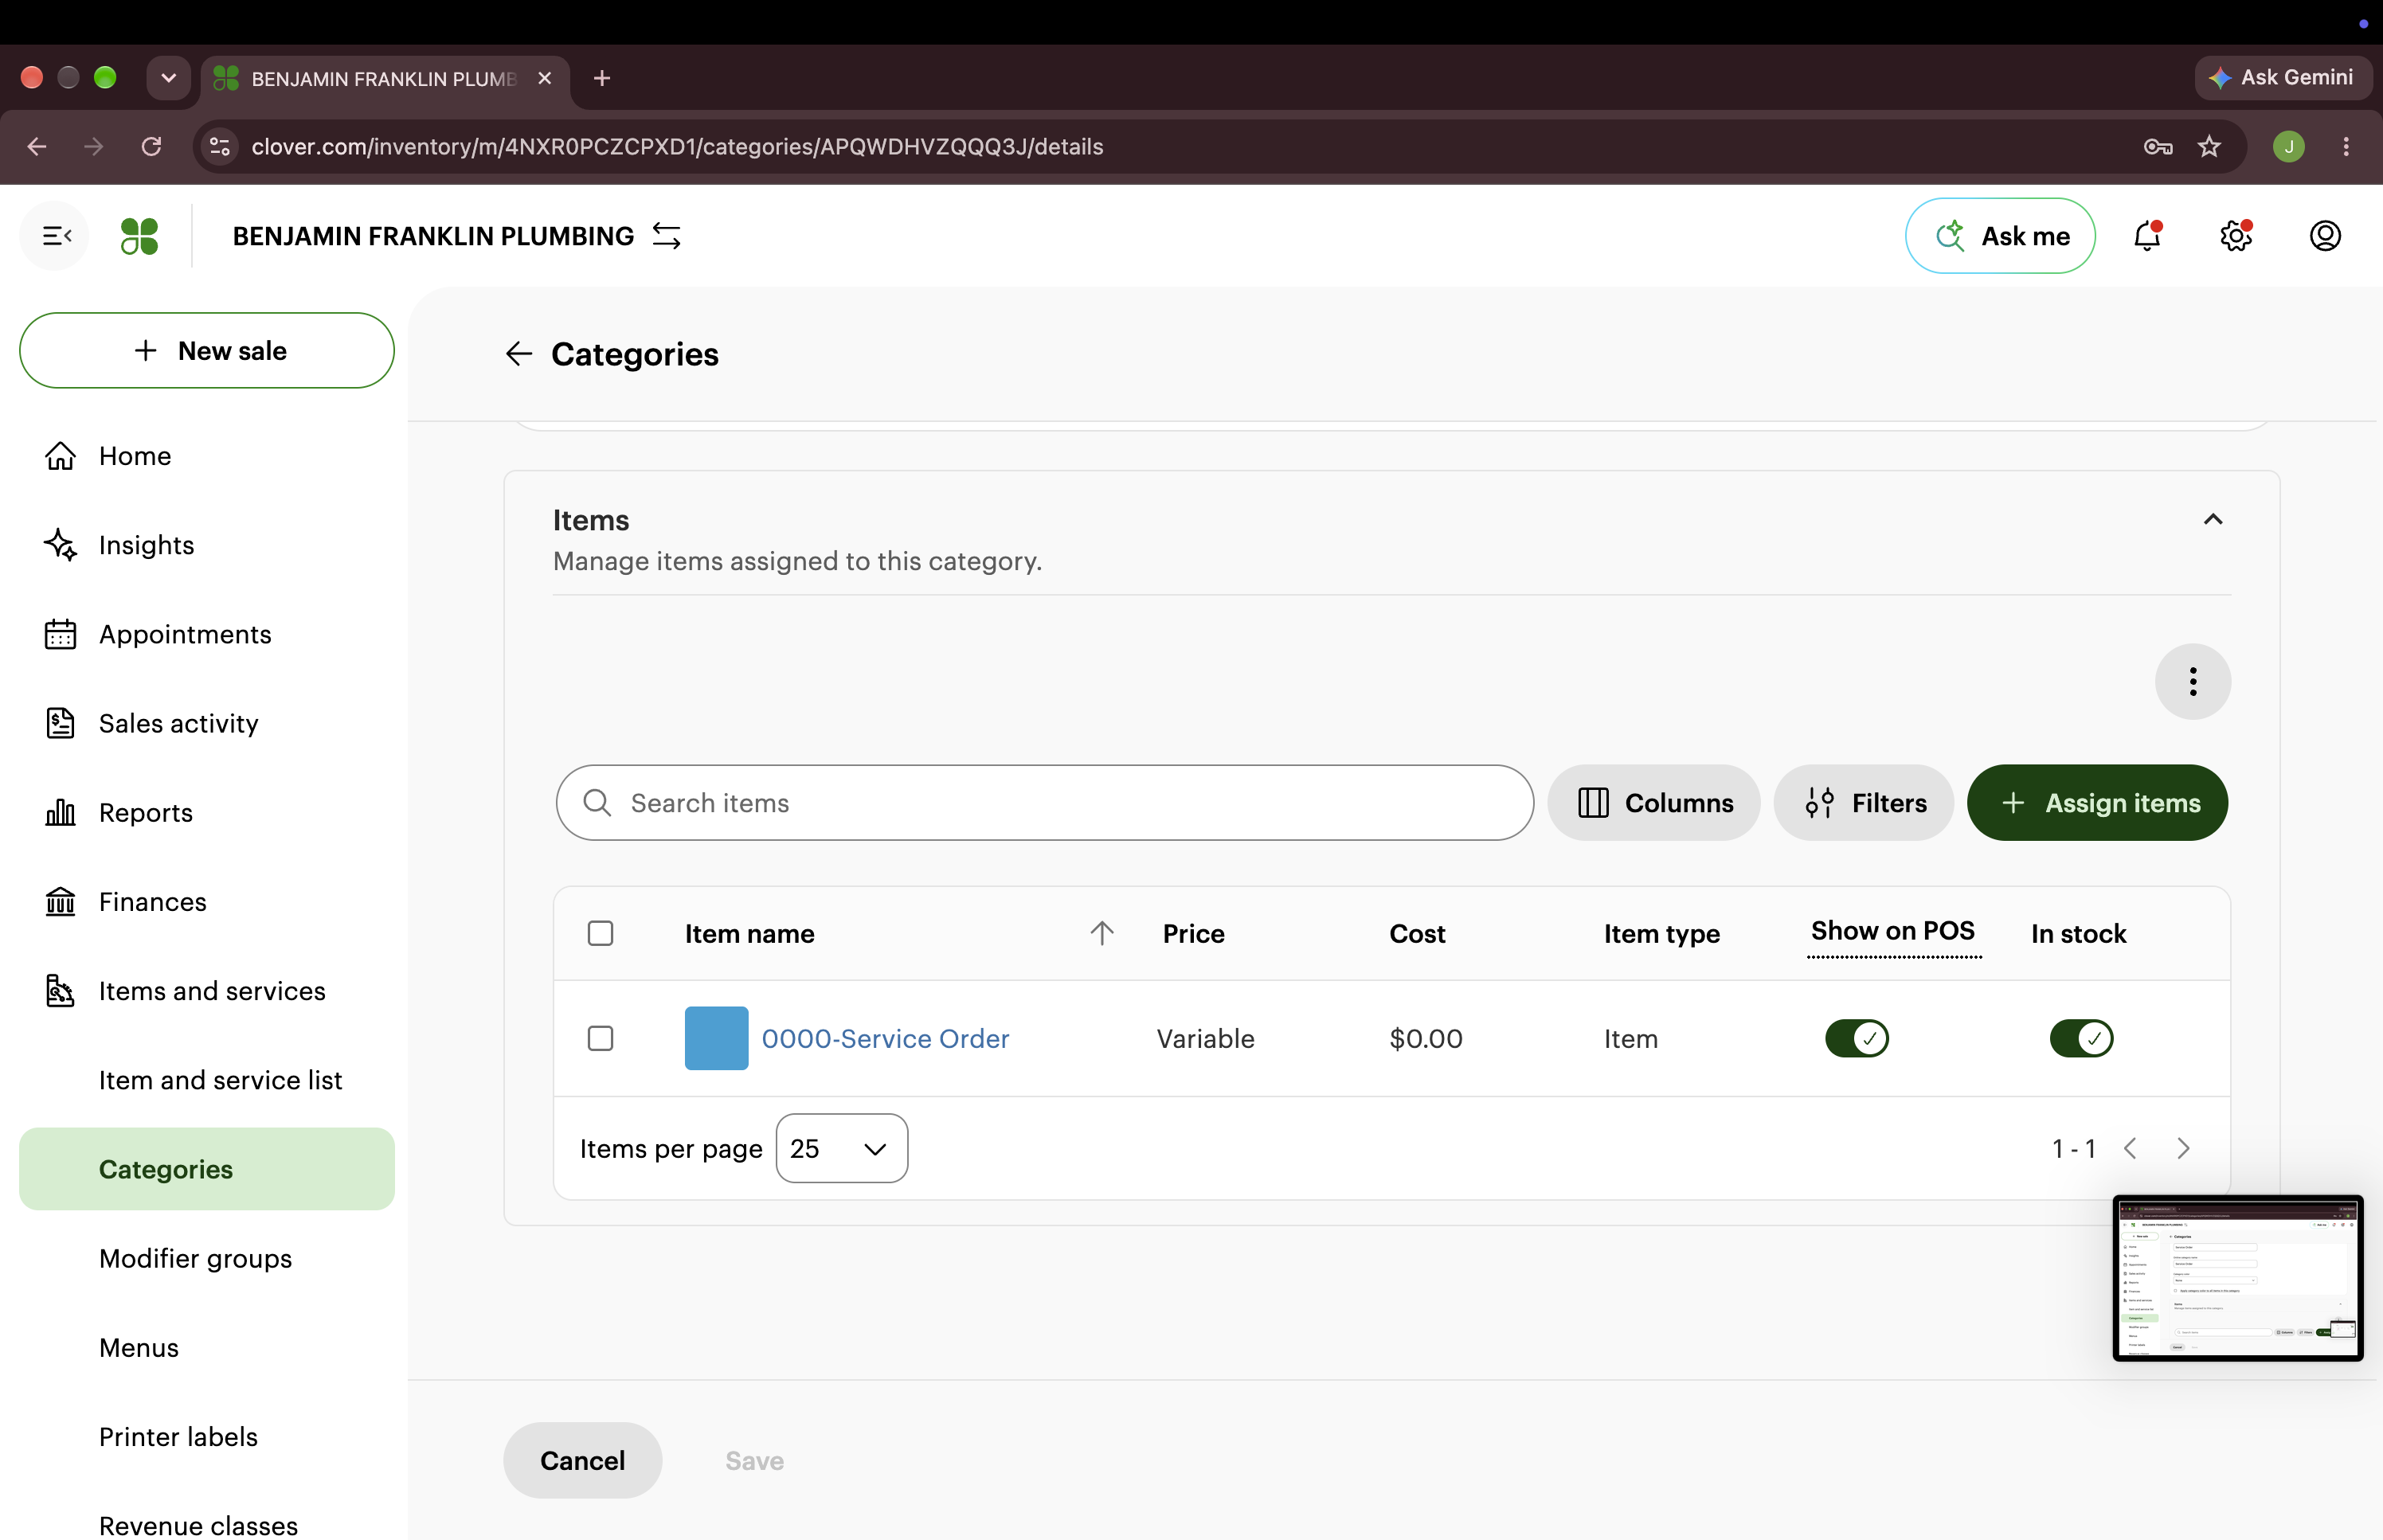 BENJAMIN FRANKLIN PLUMB
Ask Gemini
clover.com/inventory/m/4NXR0PCZCPXD1/categories/APQWDHVZQQQ3J/details
J
BENJAMIN FRANKLIN PLUMBING
Ask me
New sale
Home
Insights
Appointments
Sales activity
Reports
Finances
Items and services
Item and service list
Categories
Modifier groups
Menus
Printer labels
Revenue classes
Categories
Items
Manage items assigned to this category.
Search items
Columns
Filters
Assign items
Item name Price Cost Item type Show on POS In stock
0000-Service Order Variable $0.00 Item
Items per page 25
1 - 1
Cancel
Save